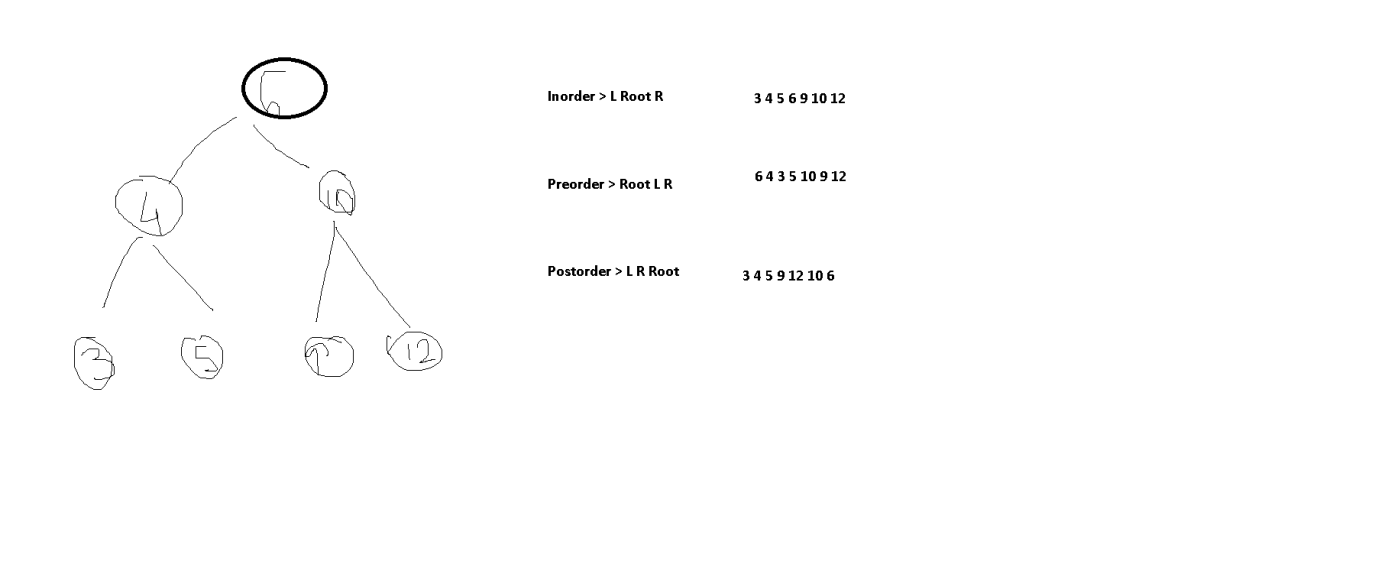 6
Inorder > L Root R 3 4 5 6 9 10 12
Preorder > Root L R 6 4 3 5 10 9 12
4 10
Postorder > L R Root 3 4 5 9 12 10 6
3 5 9 12